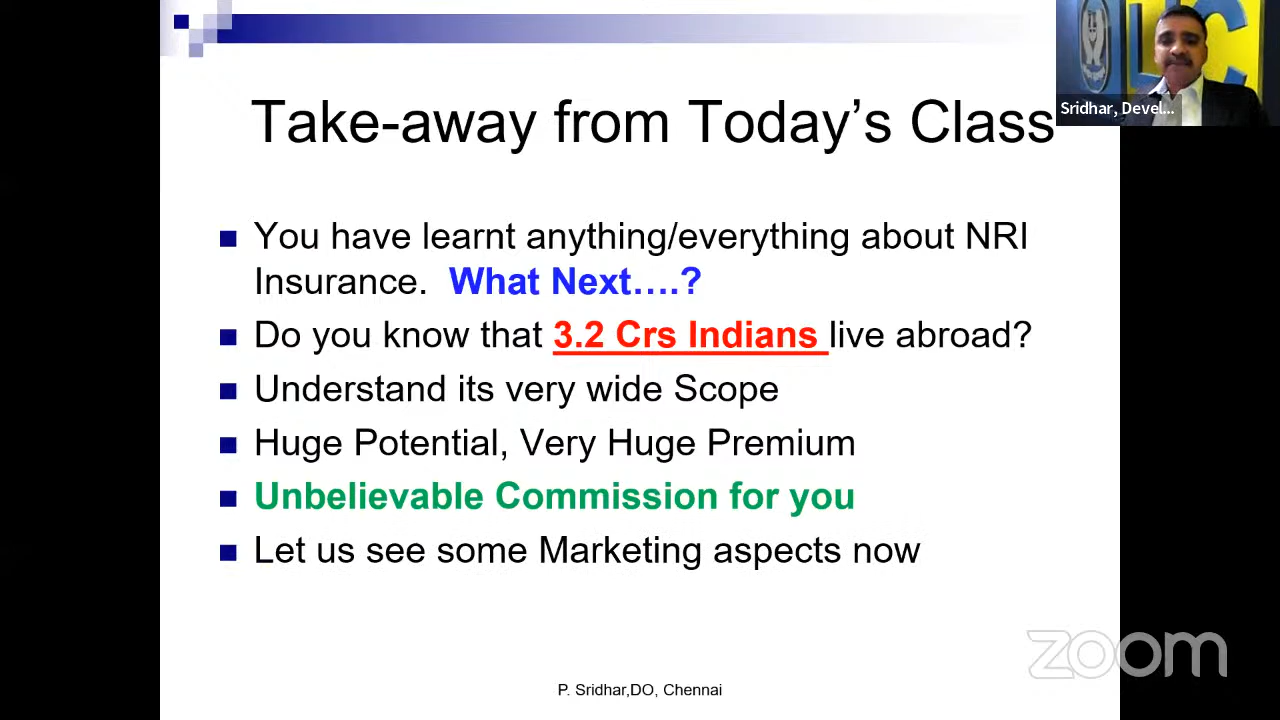 Take-away from Today's Class
Sridhar, Devel...
You have learnt anything/everything about NRI
Insurance. What Next....?
Do you know that 3.2 Crs Indians live abroad?
Understand its very wide Scope
Huge Potential, Very Huge Premium
Unbelievable Commission for you
Let us see some Marketing aspects now
zoom
P. Sridhar,DO, Chennai